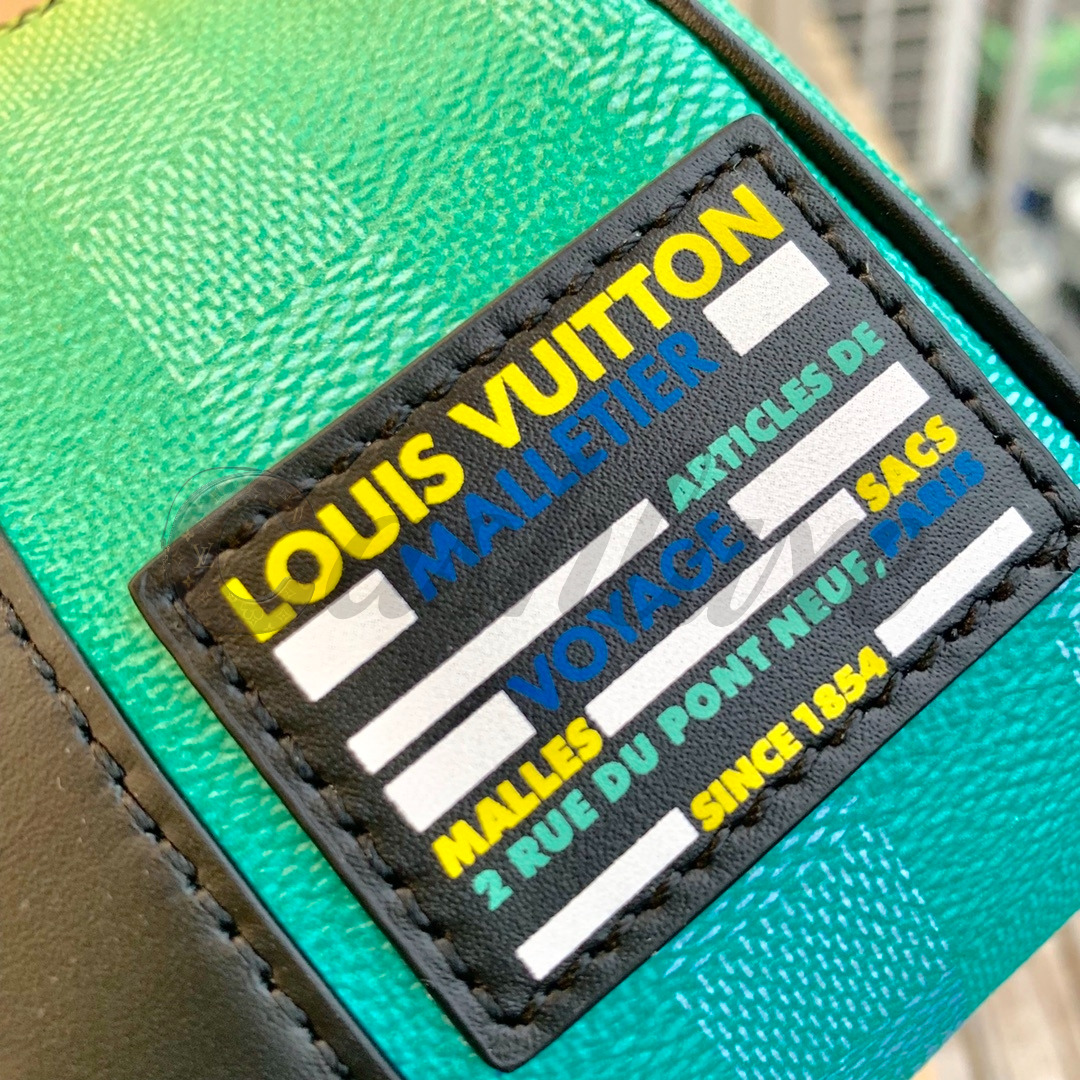 LOUIS VUITTON
MALLETIER
ARTICLES DE
VOYAGE
MALLES SACS
2 RUE DU PONT NEUF, PARIS
SINCE 1854